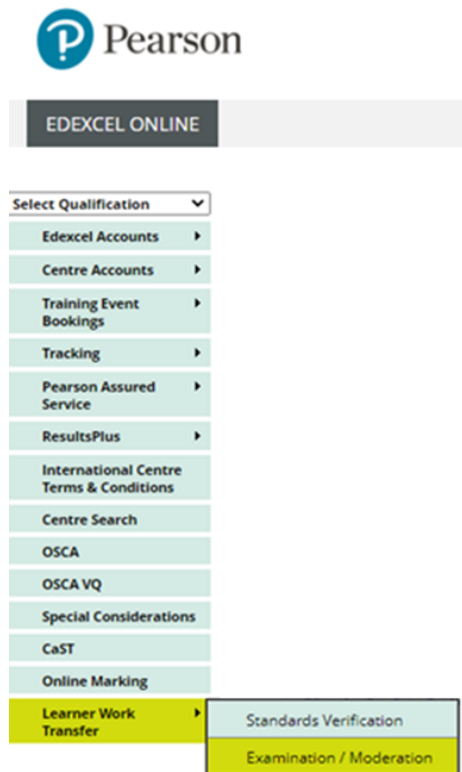 Pearson
EDEXCEL ONLINE
Select Qualification
Edexcel Accounts
Centre Accounts
Training Event
Bookings
Tracking
Pearson Assured
Service
ResultsPlus
International Centre
Terms & Conditions
Centre Search
OSCA
OSCA VQ
Special Considerations
CaST
Online Marking
Learner Work
Transfer
Standards Verification
Examination / Moderation